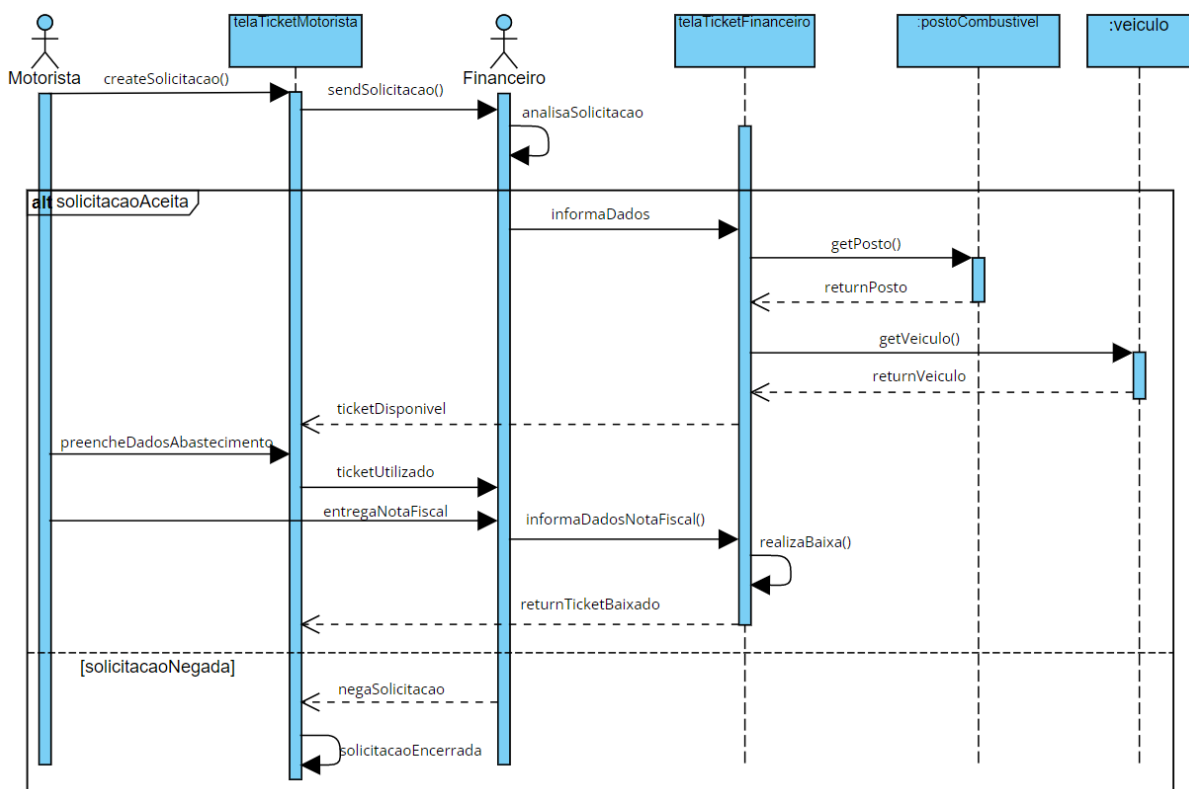 telaTicketMotorista
telaTicketFinanceiro
:postoCombustivel
:veiculo
Motorista
Financeiro
createSolicitacao()
sendSolicitacao()
analisaSolicitacao
alt solicitacaoAceita
informaDados
getPosto()
returnPosto
getVeiculo()
returnVeiculo
ticketDisponivel
preencheDadosAbastecimento
ticketUtilizado
entregaNotaFiscal
informaDadosNotaFiscal()
realizaBaixa()
returnTicketBaixado
[solicitacaoNegada]
negaSolicitacao
solicitacaoEncerrada